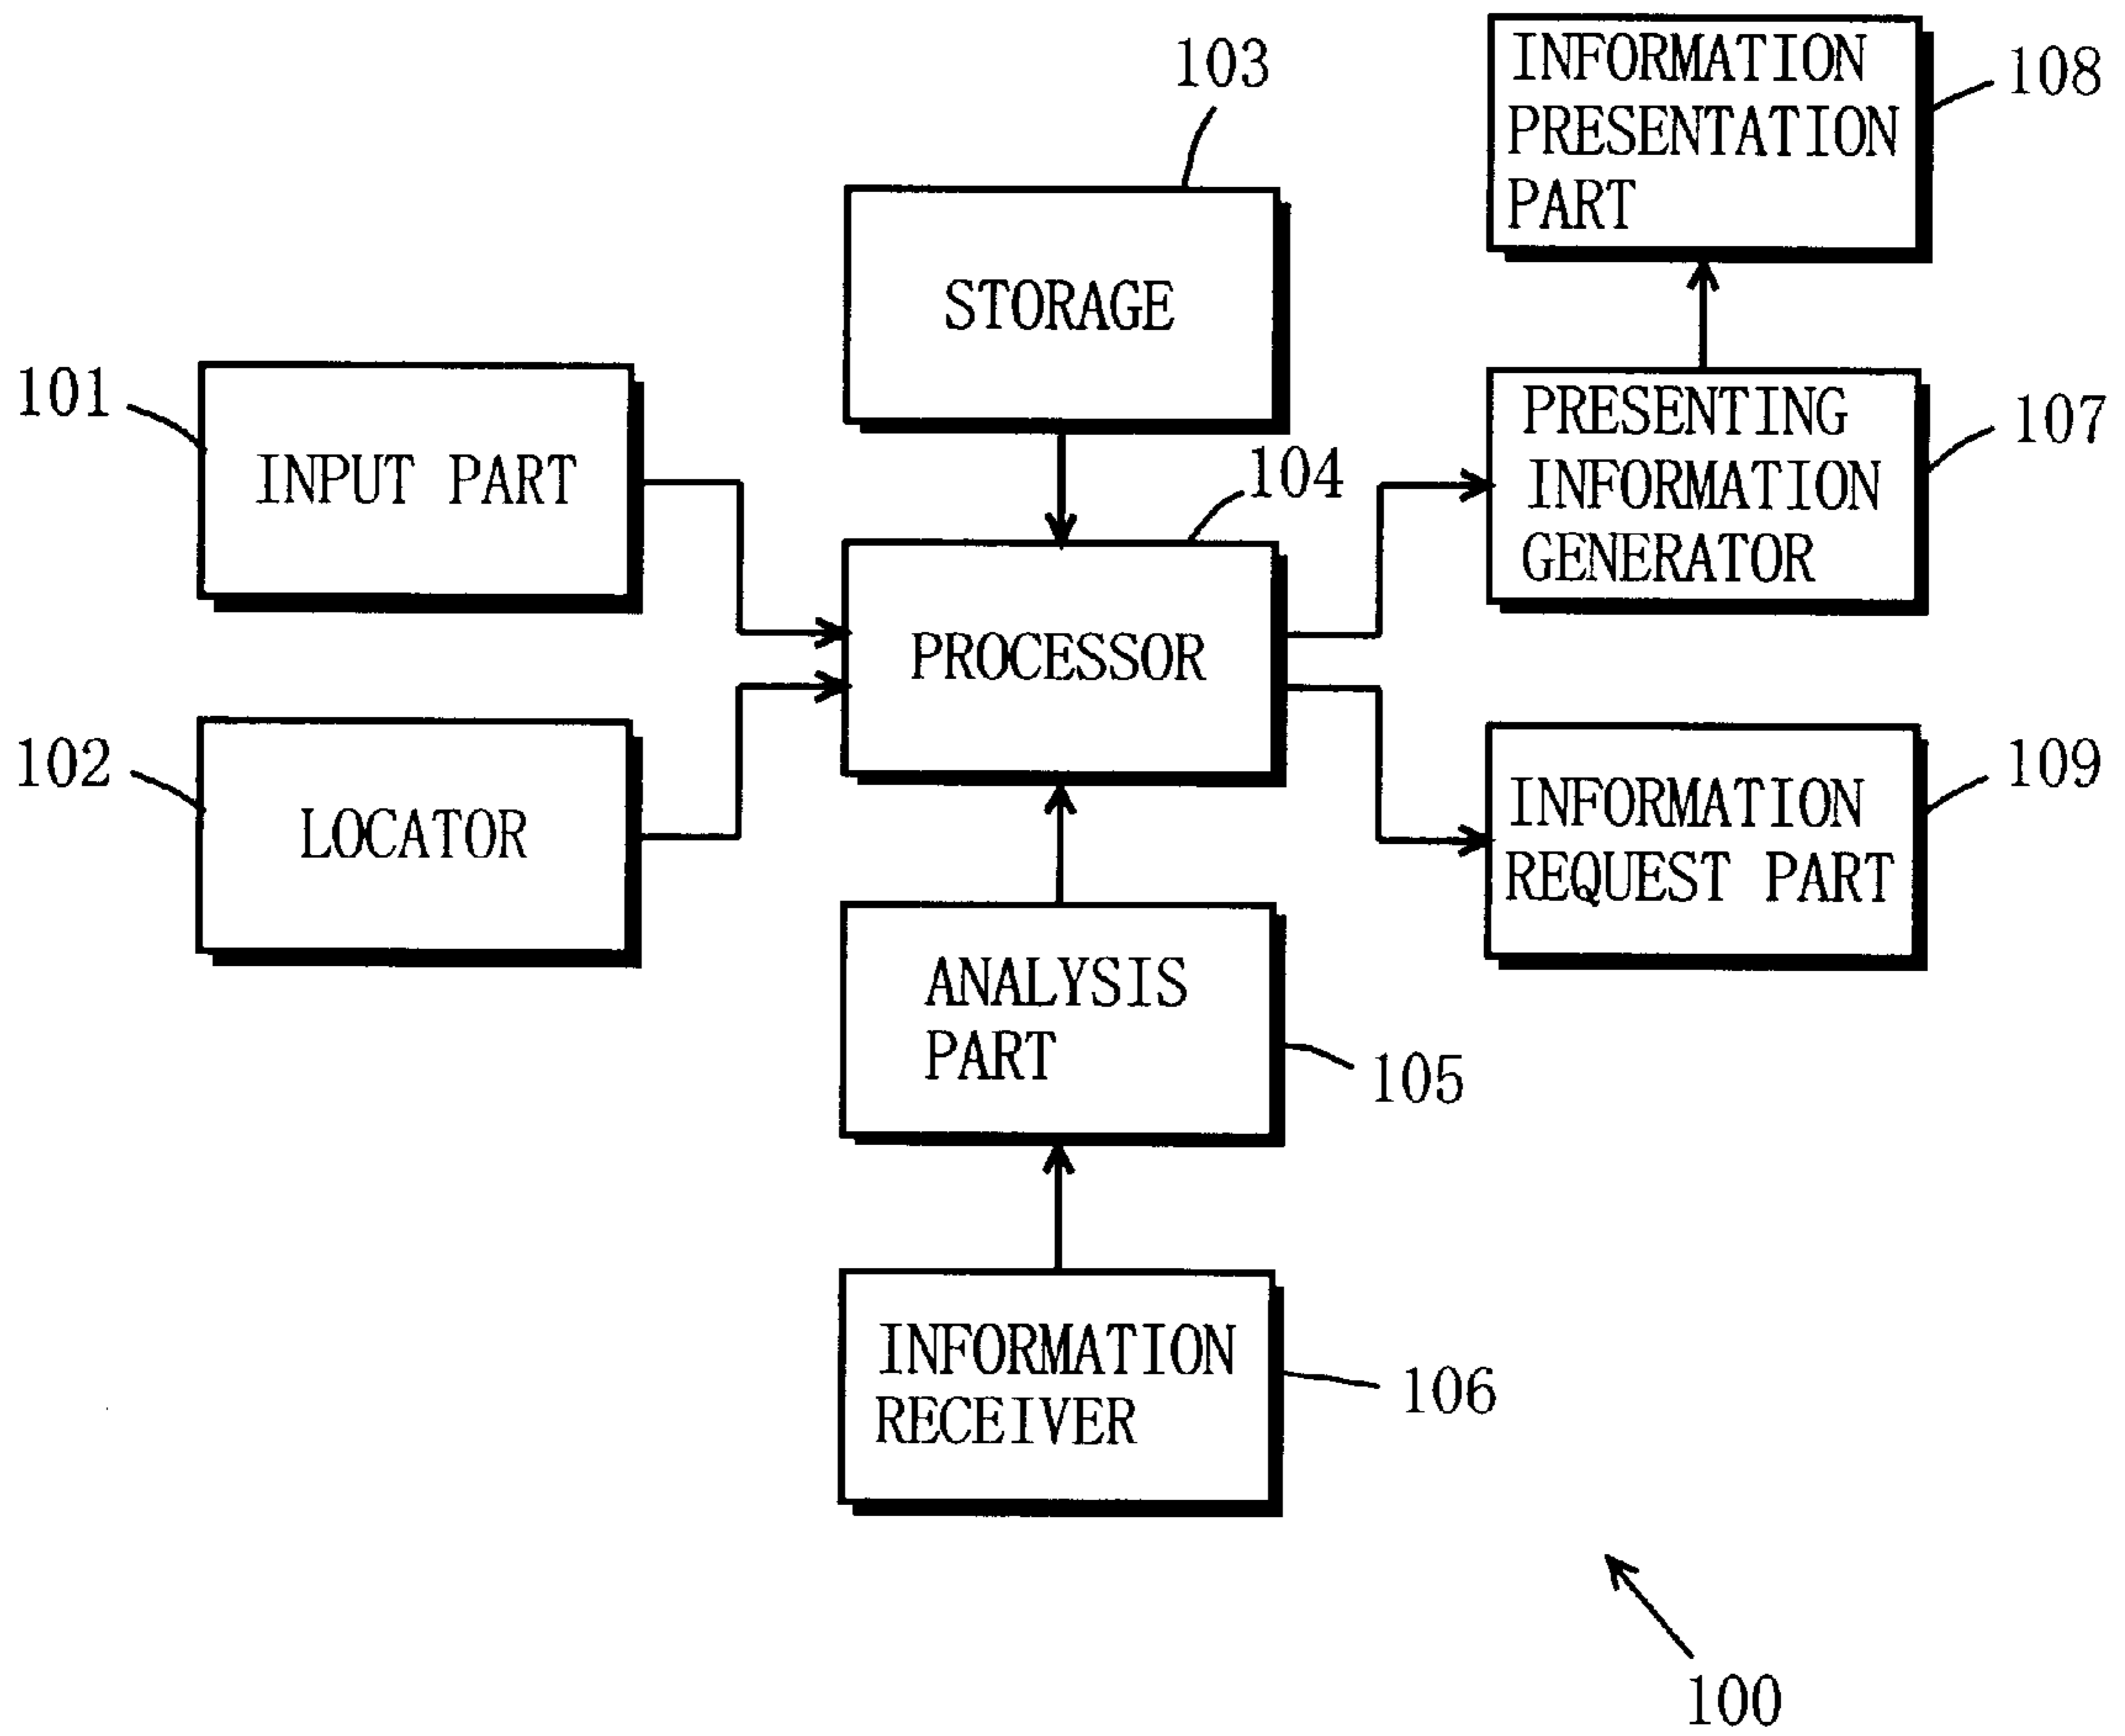 103
INFORMATION
PRESENTATION
PART
108
STORAGE
101
INPUT PART
104
PRESENTING
INFORMATION
GENERATOR
107
PROCESSOR
102
LOCATOR
INFORMATION
REQUEST PART
109
ANALYSIS
PART
105
INFORMATION
RECEIVER
106
100